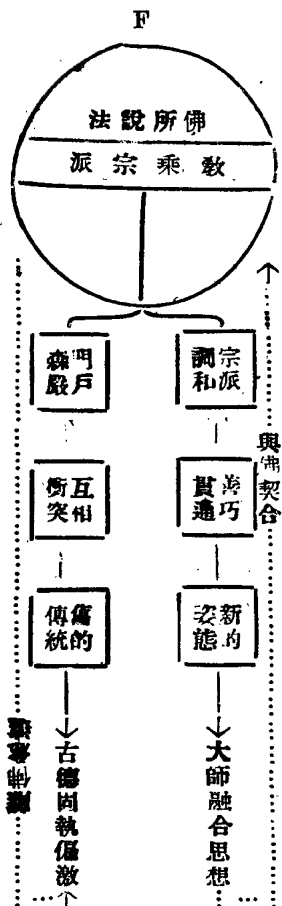 F
佛所說法
敎乘宗派
宗派
調和
善巧
貫通
新的
姿態
大師融合思想
與佛契合
門戶
森嚴
互相
衝突
舊的
傳統
古德固執偏激